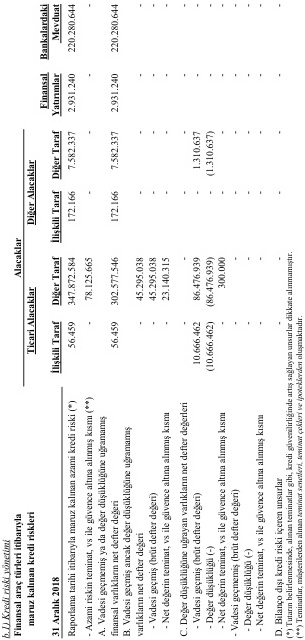 b.1) Kredi riski yönetimi
Finansal araç türleri itibarıyla
maruz kalınan kredi riskleri
Alacaklar
Ticari Alacaklar Diğer Alacaklar Finansal Bankalardaki
31 Aralık 2018 İlişkili Taraf Diğer Taraf İlişkili Taraf Diğer Taraf Yatırımlar Mevduat
Raporlama tarihi itibarıyla maruz kalınan azami kredi riski (*) 56.459 347.872.584 172.166 7.582.337 2.931.240 220.280.644
- Azami riskin teminat, vs ile güvence altına alınmış kısmı (**) - 78.125.665 - - - -
A. Vadesi geçmemiş ya da değer düşüklüğüne uğramamış
finansal varlıkların net defter değeri 56.459 302.577.546 172.166 7.582.337 2.931.240 220.280.644
B. Vadesi geçmiş ancak değer düşüklüğüne uğramamış
varlıkların net defter değeri - 45.295.038 - - - -
- Vadesi geçmiş (brüt defter değeri) - 45.295.038 - - - -
- Net değerin teminat, vs ile güvence altına alınmış kısmı - 23.140.315 - - - -
C. Değer düşüklüğüne uğrayan varlıkların net defter değerleri - - - - - -
- Vadesi geçmiş (brüt defter değeri) 10.666.462 86.476.939 - 1.310.637 - -
- Değer düşüklüğü (-) (10.666.462) (86.476.939) - (1.310.637) - -
- Net değerin teminat, vs ile güvence altına alınmış kısmı - 300.000 - - - -
- Vadesi geçmemiş (brüt defter değeri) - - - - - -
- Değer düşüklüğü (-) - - - - - -
- Net değerin teminat, vs ile güvence altına alınmış kısmı - - - - - -
D. Bilanço dışı kredi riski içeren unsurlar - - - - - -
(*) Tutarın belirlenmesinde, alınan teminatlar gibi, kredi güvenilirliğinde artış sağlayan unsurlar dikkate alınmamıştır.
(**) Teminatlar, müşterilerden alınan teminat senetleri, teminat çekleri ve ipoteklerden oluşmaktadır.